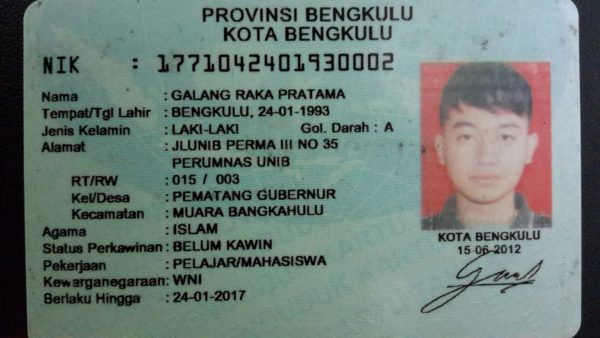 PROVINSI BENGKULU
KOTA BENGKULU
NIK : 1771042401930002
Nama : GALANG RAKA PRATAMA
Tempat/Tgl Lahir : BENGKULU, 24-01-1993
Jenis Kelamin : LAKI-LAKI Gol. Darah : A
Alamat : JLUNIB PERMA III NO 35
PERUMNAS UNIB
RT/RW : 015 / 003
Kel/Desa : PEMATANG GUBERNUR
Kecamatan : MUARA BANGKAHULU
Agama : ISLAM
Status Perkawinan : BELUM KAWIN
Pekerjaan : PELAJAR/MAHASISWA
Kewarganegaraan : WNI
Berlaku Hingga : 24-01-2017
KOTA BENGKULU
15-06-2012